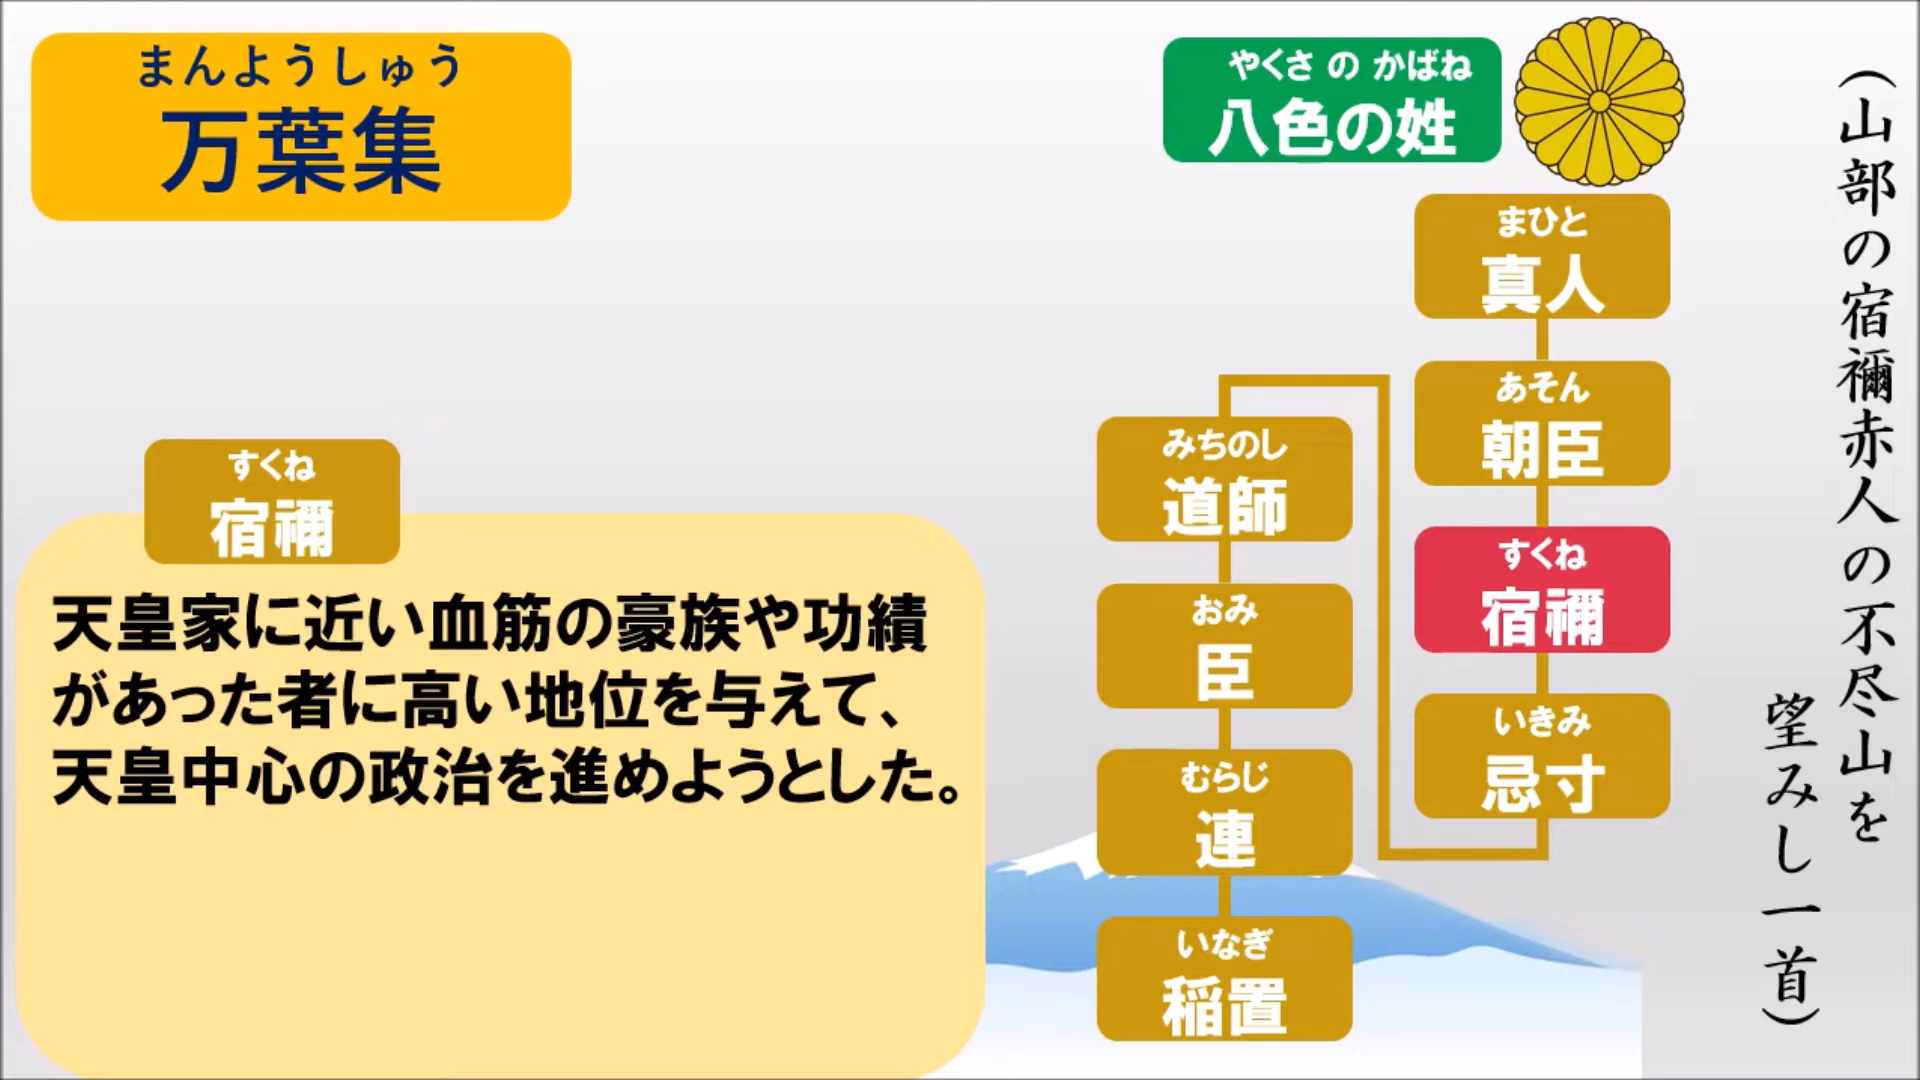 まんようしゅう
万葉集
やくさ の かばね
八色の姓
(山部の宿禰赤人の不尽山を
望みし一首)
まひと
真人
あそん
朝臣
すくね
宿禰
いきみ
忌寸
みちのし
道師
おみ
臣
むらじ
連
いなぎ
稲置
すくね
宿禰
天皇家に近い血筋の豪族や功績
があった者に高い地位を与えて、
天皇中心の政治を進めようとした。